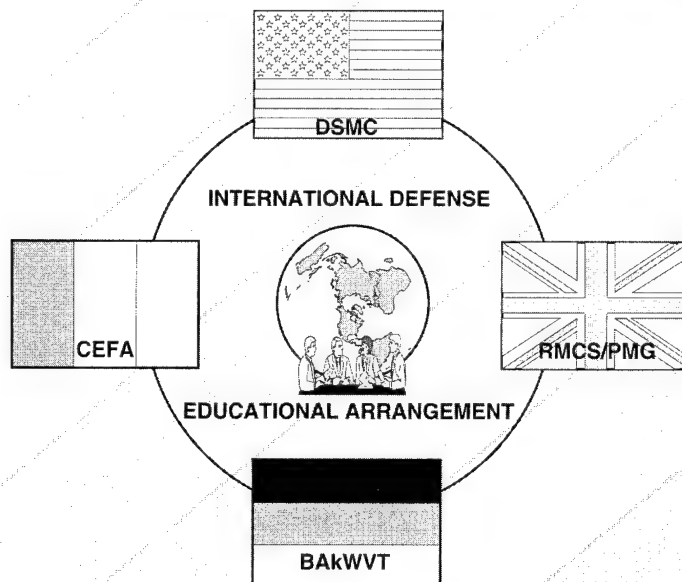 DSMC
INTERNATIONAL DEFENSE
CEFA
RMCS/PMG
EDUCATIONAL ARRANGEMENT
BAkWVT